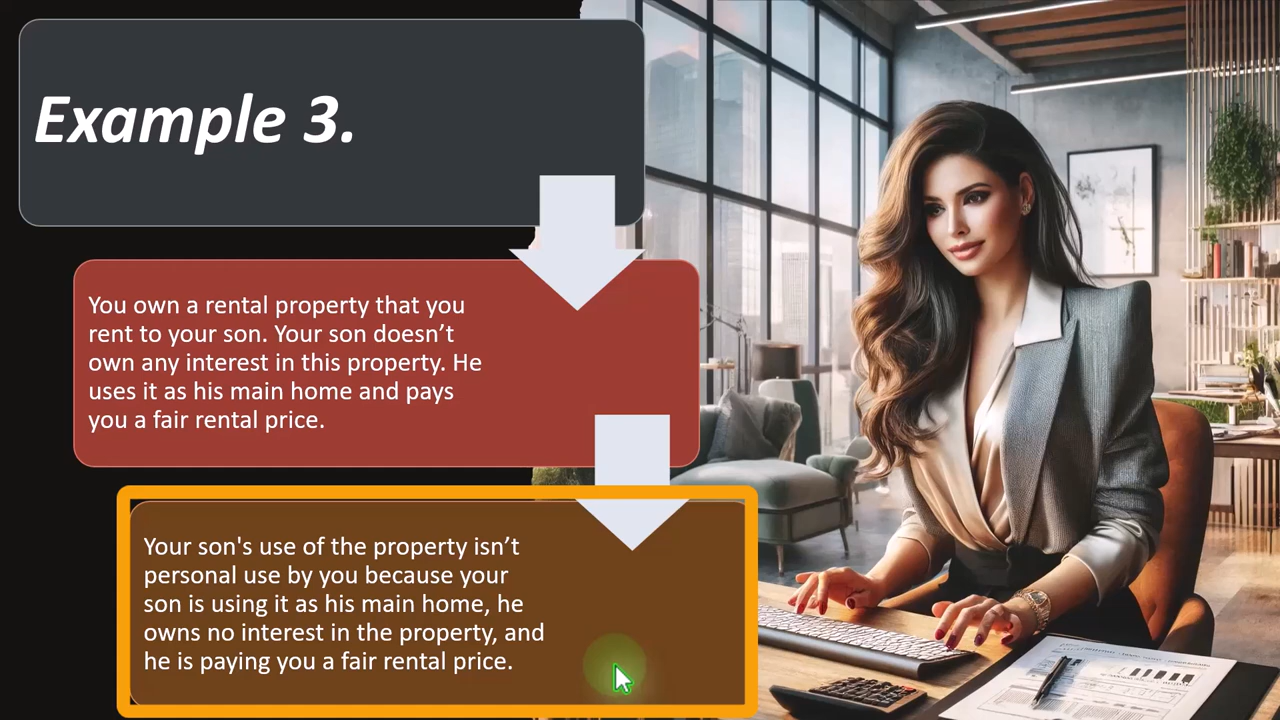 Example 3.
You own a rental property that you
rent to your son. Your son doesn’t
own any interest in this property. He
uses it as his main home and pays
you a fair rental price.
Your son's use of the property isn’t
personal use by you because your
son is using it as his main home, he
owns no interest in the property, and
he is paying you a fair rental price.